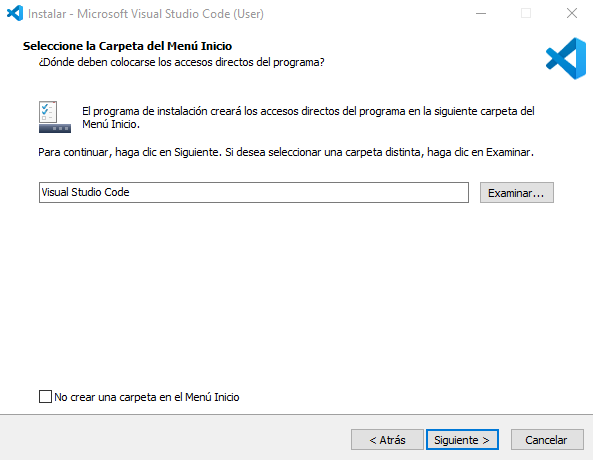 Instalar - Microsoft Visual Studio Code (User)
Seleccione la Carpeta del Menú Inicio
¿Dónde deben colocarse los accesos directos del programa?
El programa de instalación creará los accesos directos del programa en la siguiente carpeta del
Menú Inicio.
Para continuar, haga clic en Siguiente. Si desea seleccionar una carpeta distinta, haga clic en Examinar.
Visual Studio Code
Examinar...
No crear una carpeta en el Menú Inicio
< Atrás
Siguiente >
Cancelar